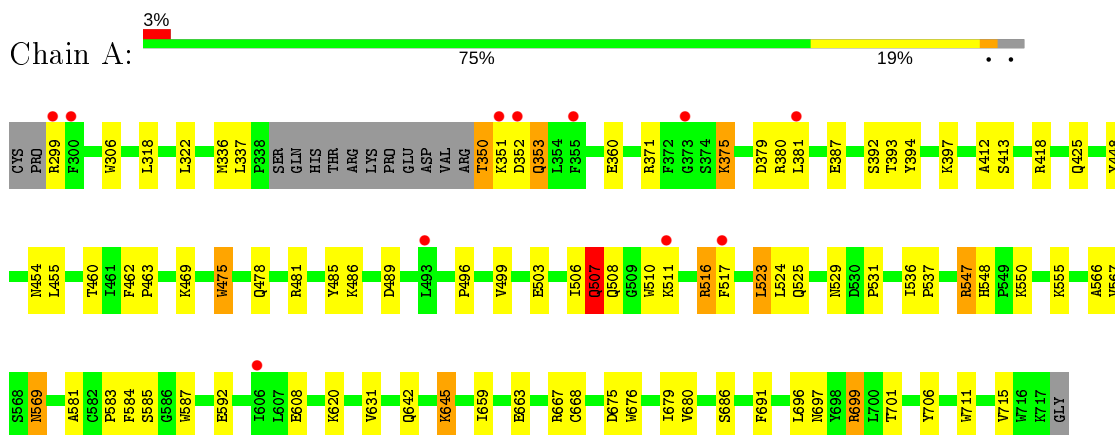 3%
Chain A:
75% 19% • •
CYS PRO R299 F300 W306 L318 L322 M336 L337 P338 SER GLN HIS THR ARG LYS PRO GLU ASP VAL ARG T350 K351 D352 Q353 L354 F355 E360 R371 F372 G373 S374 K375 D379 R380 L381 E387 S392 T393 Y394 K397 A412 S413 R418 Q425 Y448
N454 L455 T460 I461 F462 P463 K469 W475 Q478 R481 Y485 K486 D489 L493 P496 V499 E503 I506 Q507 Q508 G509 W510 K511 R516 F517 L523 L524 Q525 N529 D530 P531 I536 P537 R547 H548 P549 K550 K555 A566 V567
S568 N569 A581 C582 P583 F584 S585 G586 W587 E592 I606 L607 E608 K620 V631 Q642 K645 I659 E663 R667 C668 D675 W676 I679 V680 S686 F691 L696 N697 Y698 R699 L700 T701 Y706 W711 V715 W716 K717 GLY